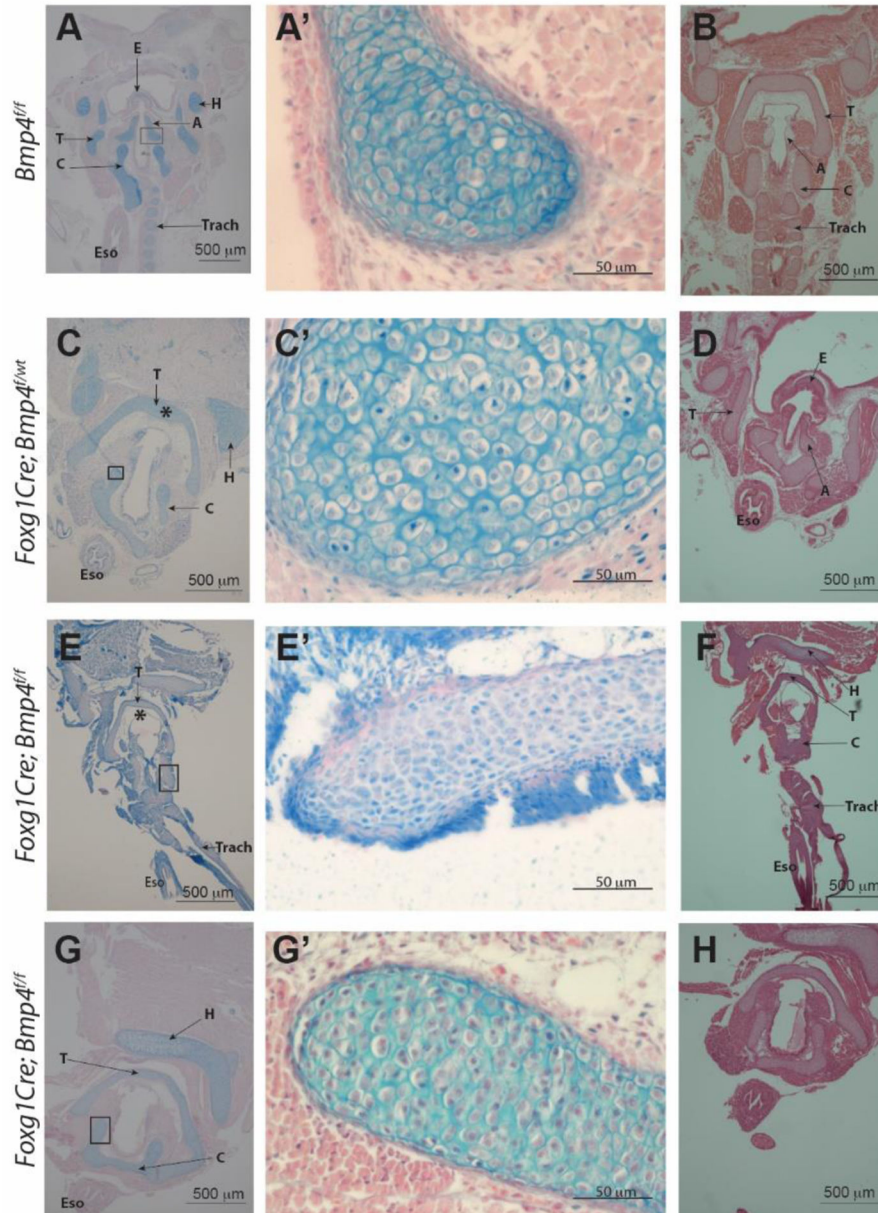 A
E
H
A
T
C
Trach
Eso
500 μm
A’
50 μm
B
T
A
C
Trach
500 μm
Bmp4f/f
C
T
*
H
C
Eso
500 μm
C’
50 μm
D
E
T
A
Eso
500 μm
Foxg1Cre; Bmp4f/wt
E
T
*
Trach
Eso
500 μm
E’
50 μm
F
H
T
C
Trach
Eso
500 μm
Foxg1Cre; Bmp4f/f
G
H
T
C
Eso
500 μm
G’
50 μm
H
500 μm
Foxg1Cre; Bmp4f/f